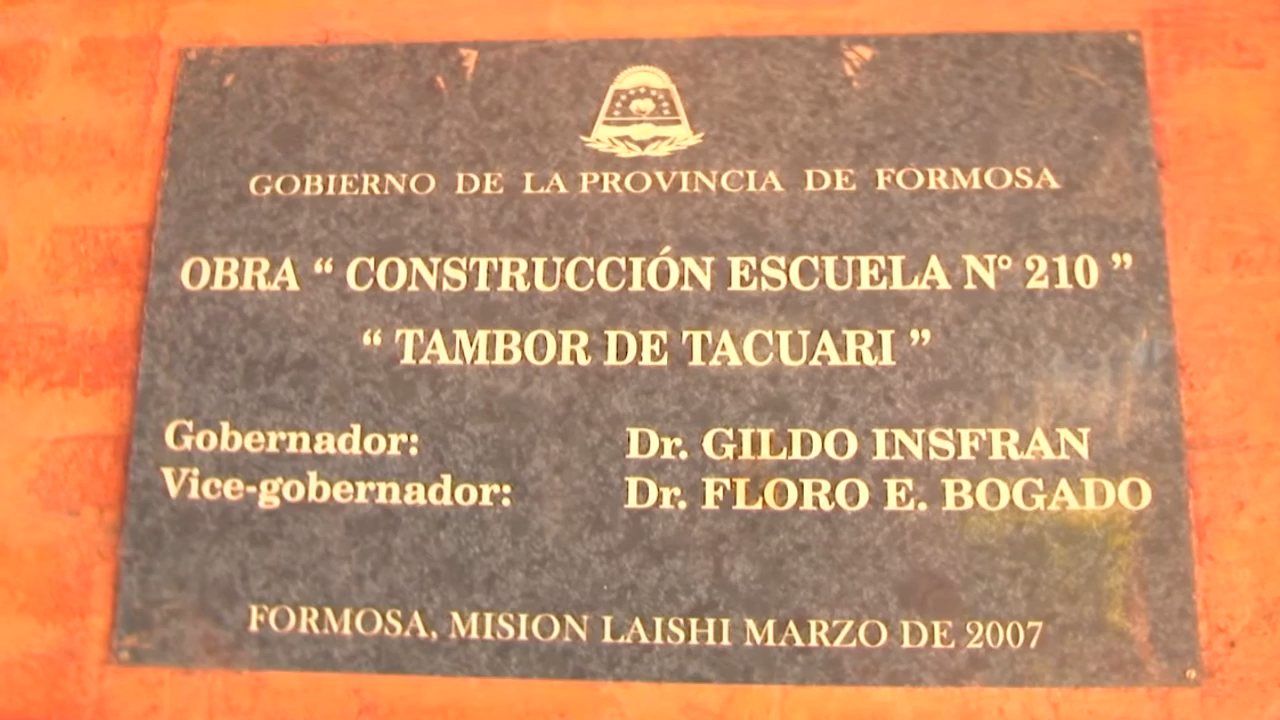 GOBIERNO DE LA PROVINCIA DE FORMOSA
OBRA “ CONSTRUCCIÓN ESCUELA N° 210 ”
“ TAMBOR DE TACUARI ”
Gobernador: Dr. GILDO INSFRAN
Vice-gobernador: Dr. FLORO E. BOGADO
FORMOSA, MISION LAISHI MARZO DE 2007